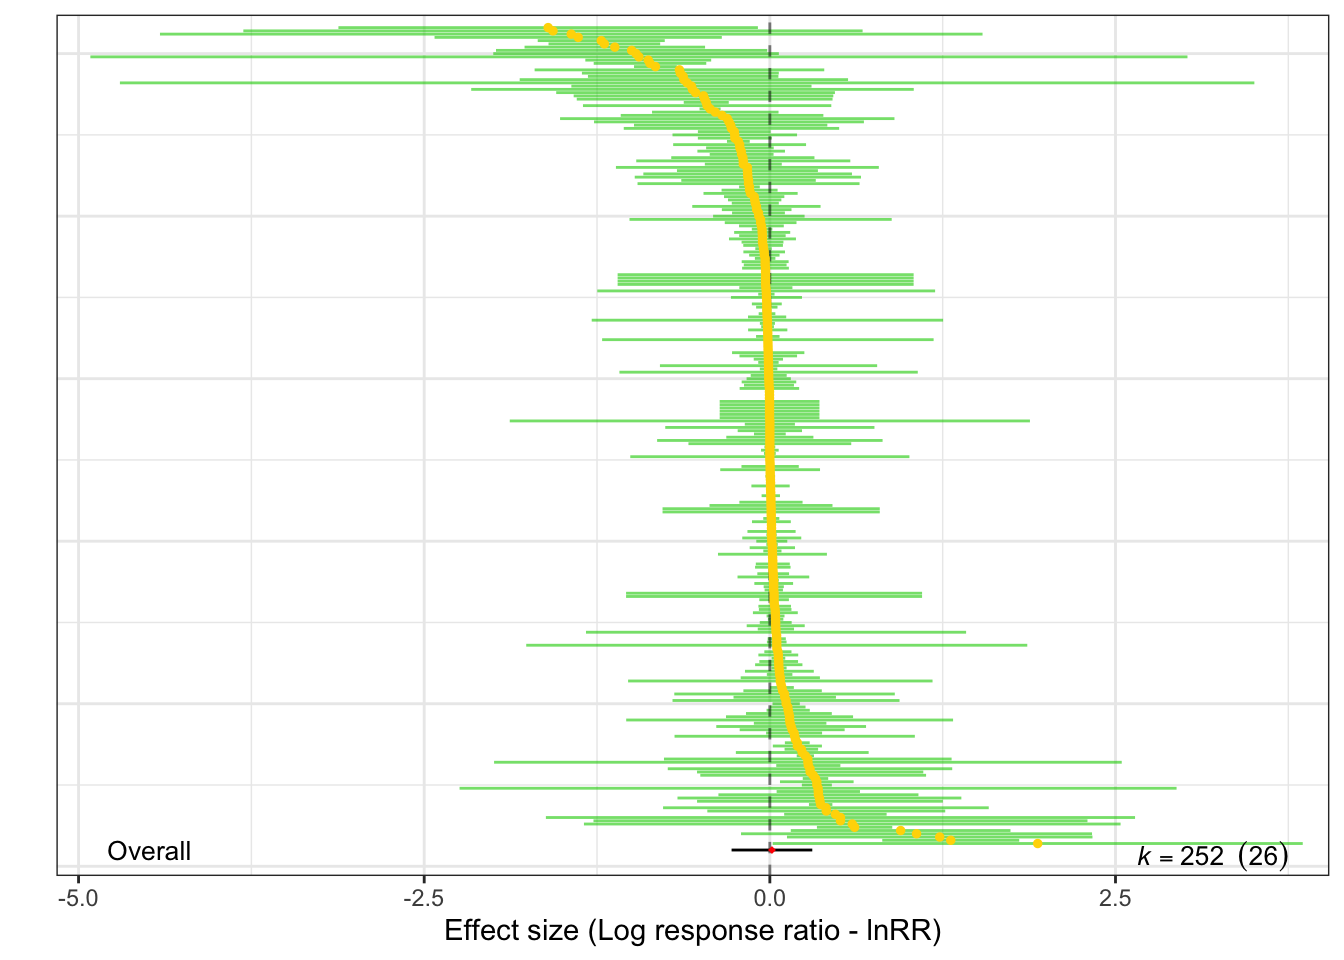 Overall
k = 252 (26)
-5.0 -2.5 0.0 2.5
Effect size (Log response ratio - lnRR)